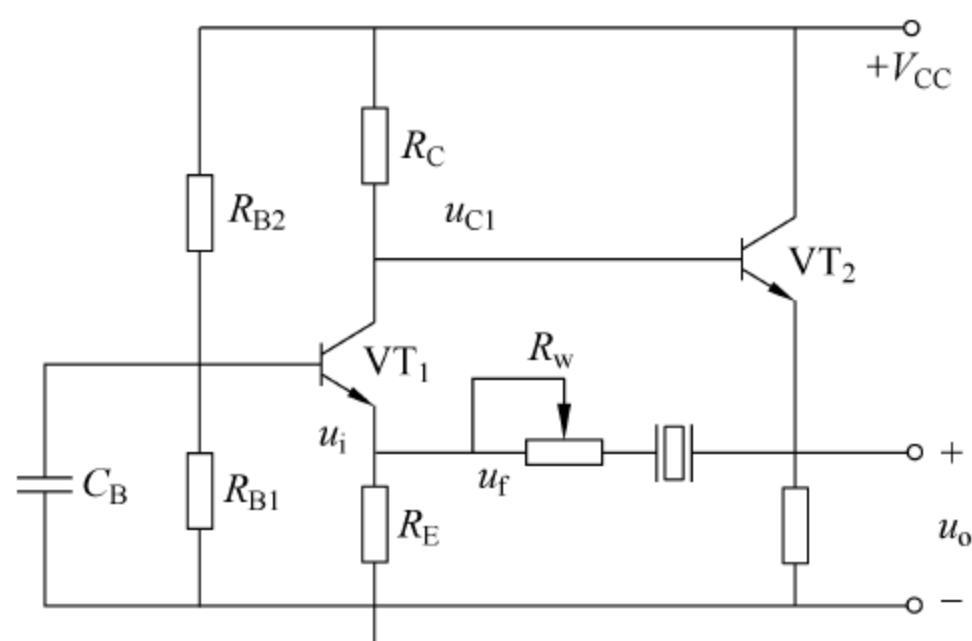 +V_CC
R_C
R_B2
u_C1
VT_2
R_w
VT_1
u_i
+
u_f
C_B
R_B1
R_E
u_o
−